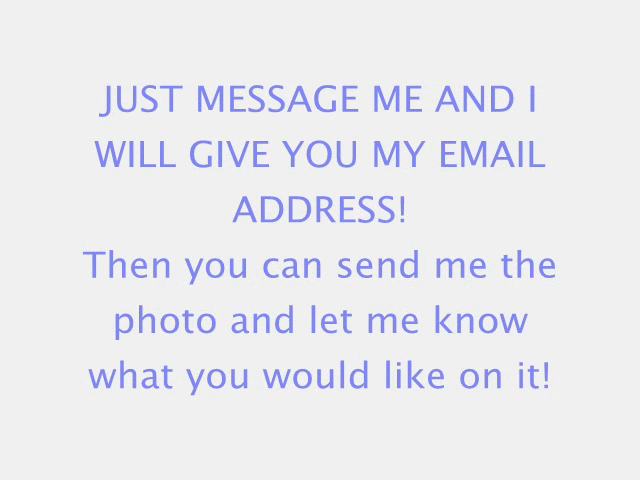 JUST MESSAGE ME AND I
WILL GIVE YOU MY EMAIL
ADDRESS!
Then you can send me the
photo and let me know
what you would like on it!